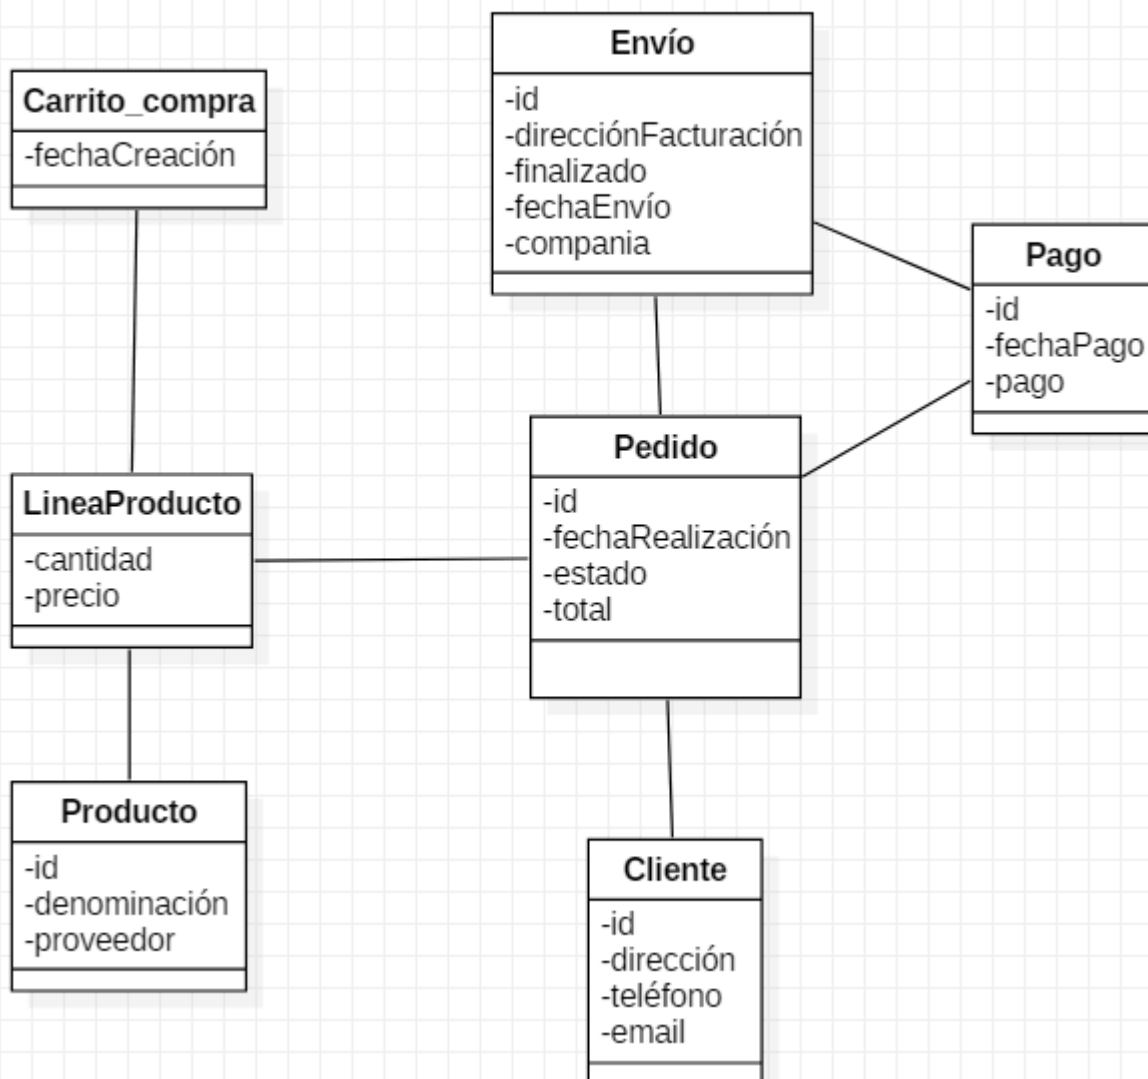 Envío
-id
-direcciónFacturación
-finalizado
-fechaEnvío
-compania
Carrito_compra
-fechaCreación
Pago
-id
-fechaPago
-pago
Pedido
-id
-fechaRealización
-estado
-total
LineaProducto
-cantidad
-precio
Producto
-id
-denominación
-proveedor
Cliente
-id
-dirección
-teléfono
-email